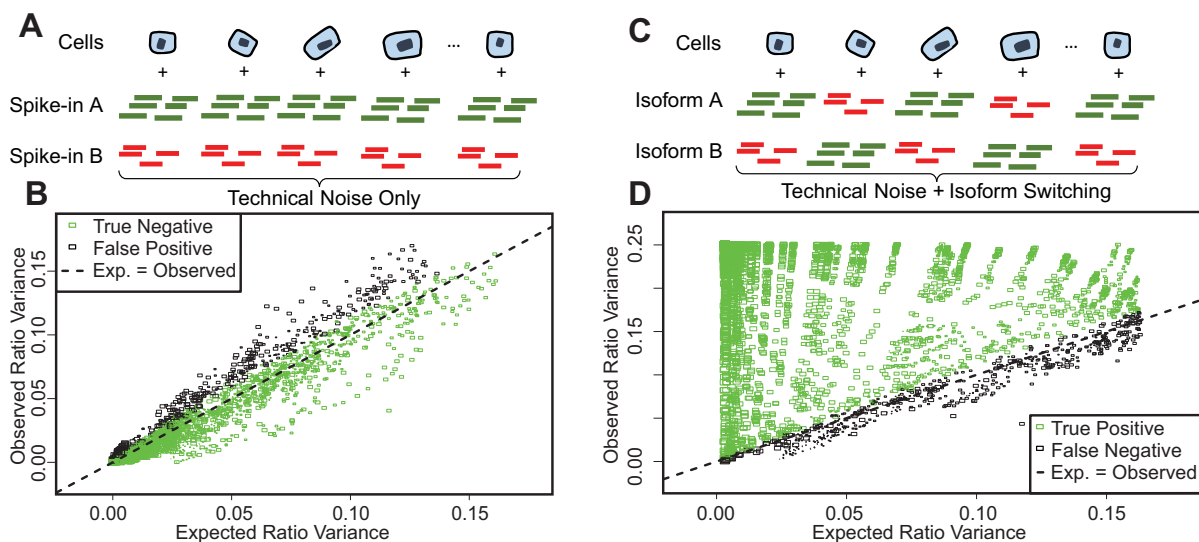 A
Cells
...
+ + + + +
Spike-in A
Spike-in B
Technical Noise Only
B
True Negative
False Positive
Exp. = Observed
Observed Ratio Variance
0.15
0.10
0.05
0.00
0.00 0.05 0.10 0.15
Expected Ratio Variance
C
Cells
...
+ + + + +
Isoform A
Isoform B
Technical Noise + Isoform Switching
D
Observed Ratio Variance
0.25
0.15
0.00
True Positive
False Negative
Exp. = Observed
0.00 0.05 0.10 0.15
Expected Ratio Variance